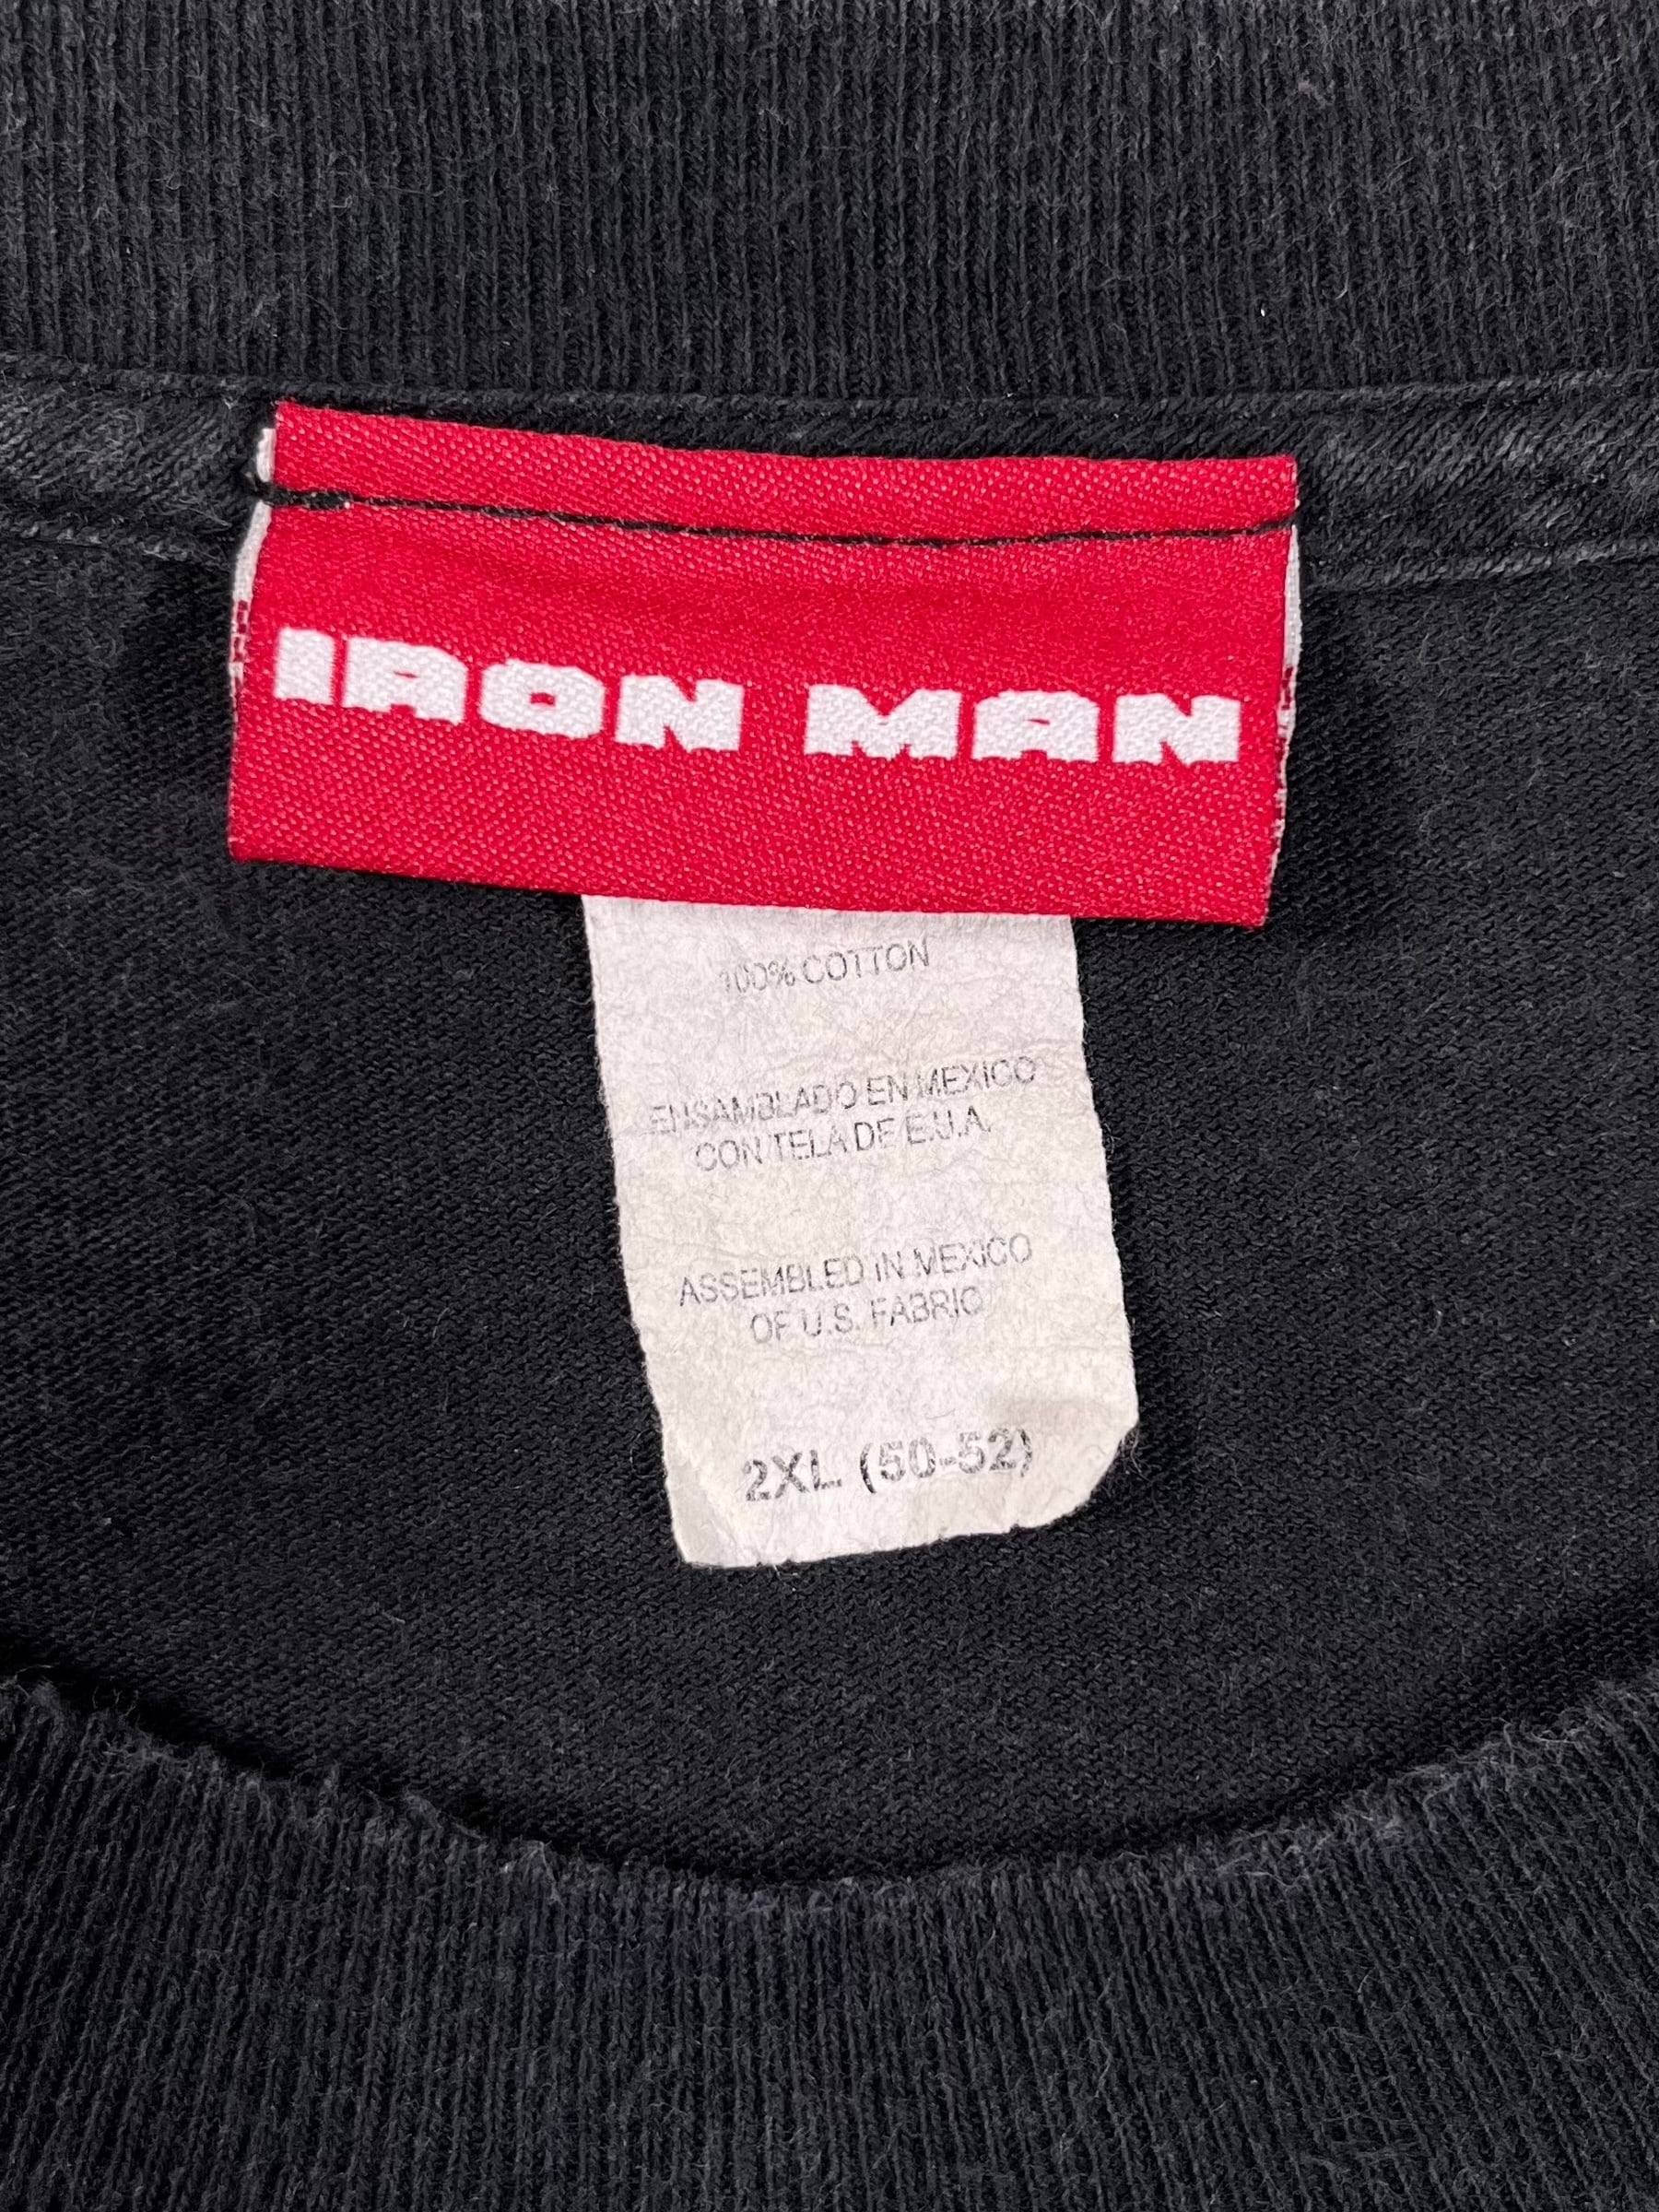 IRON MAN
100% COTTON
ENSAMBLADO EN MEXICO
CON TELA DE E.U.A.
ASSEMBLED IN MEXICO
OF U.S. FABRIC
2XL (50-52)